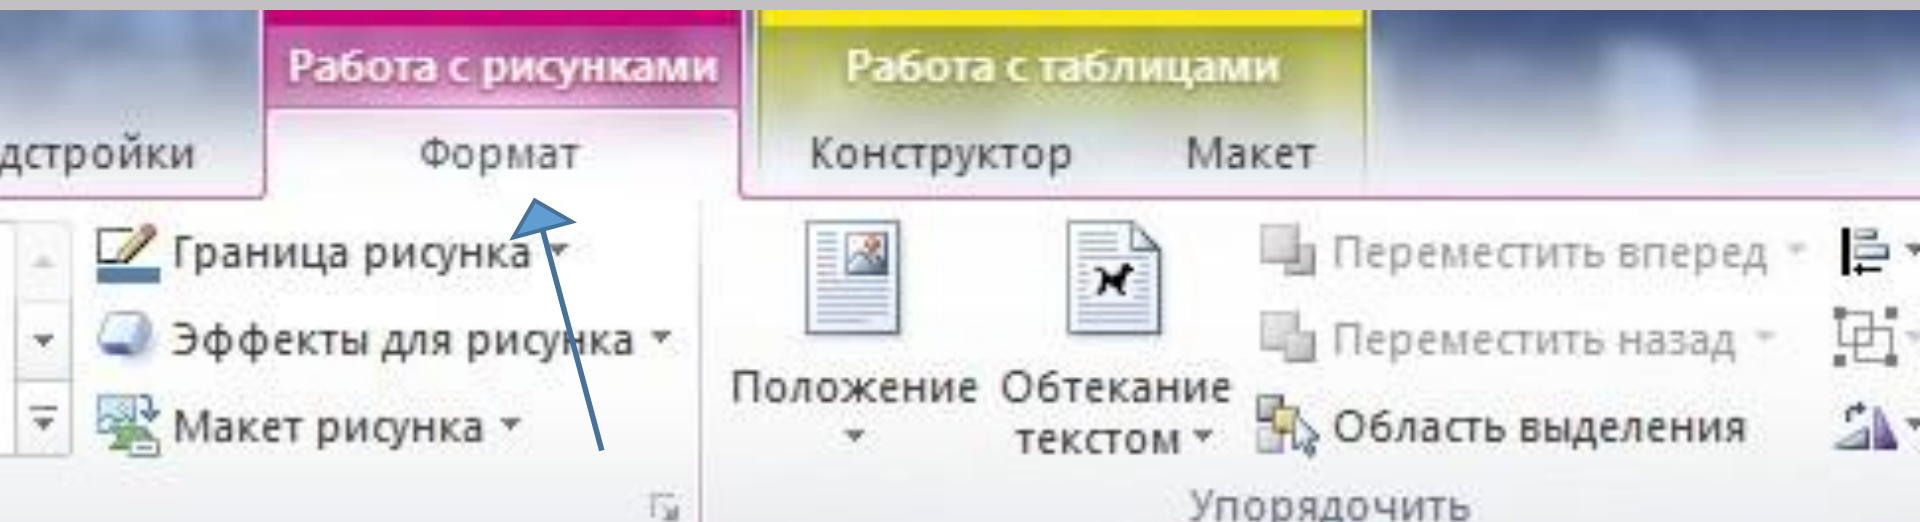 Работа с рисунками
Работа с таблицами
дстройки
Формат
Конструктор
Макет
Граница рисунка
Эффекты для рисунка
Макет рисунка
Положение
Обтекание
текстом
Переместить вперед
Переместить назад
Область выделения
Упорядочить